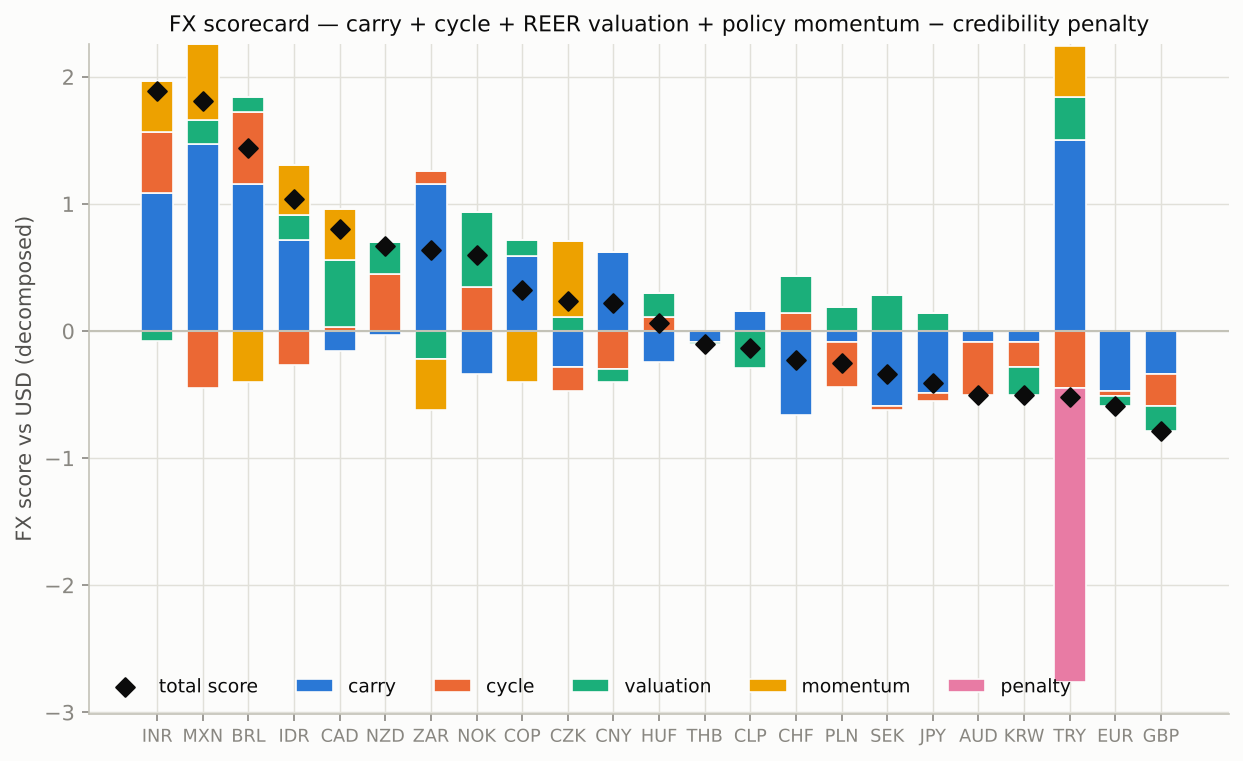 FX scorecard — carry + cycle + REER valuation + policy momentum − credibility penalty
FX score vs USD (decomposed)
2
1
0
−1
−2
−3
total score carry cycle valuation momentum penalty
INR MXN BRL IDR CAD NZD ZAR NOK COP CZK CNY HUF THB CLP CHF PLN SEK JPY AUD KRW TRY EUR GBP